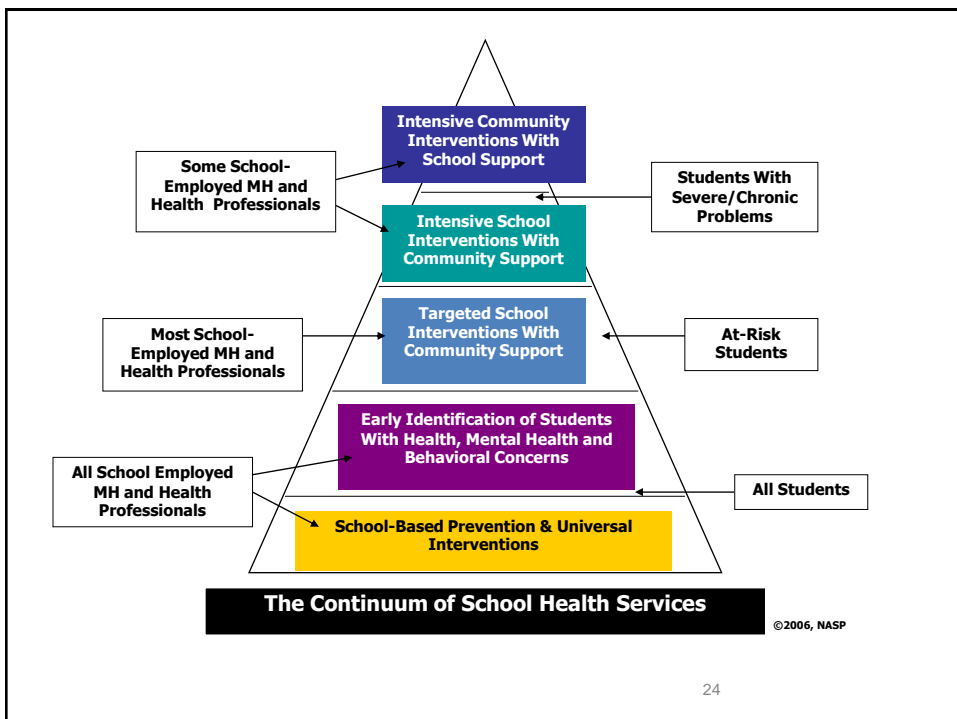 Intensive Community
Interventions With
School Support
Some School-
Employed MH and
Health Professionals
Students With
Severe/Chronic
Problems
Intensive School
Interventions With
Community Support
Targeted School
Interventions With
Community Support
Most School-
Employed MH and
Health Professionals
At-Risk
Students
Early Identification of Students
With Health, Mental Health and
Behavioral Concerns
All School Employed
MH and Health
Professionals
All Students
School-Based Prevention & Universal
Interventions
The Continuum of School Health Services
©2006, NASP
24